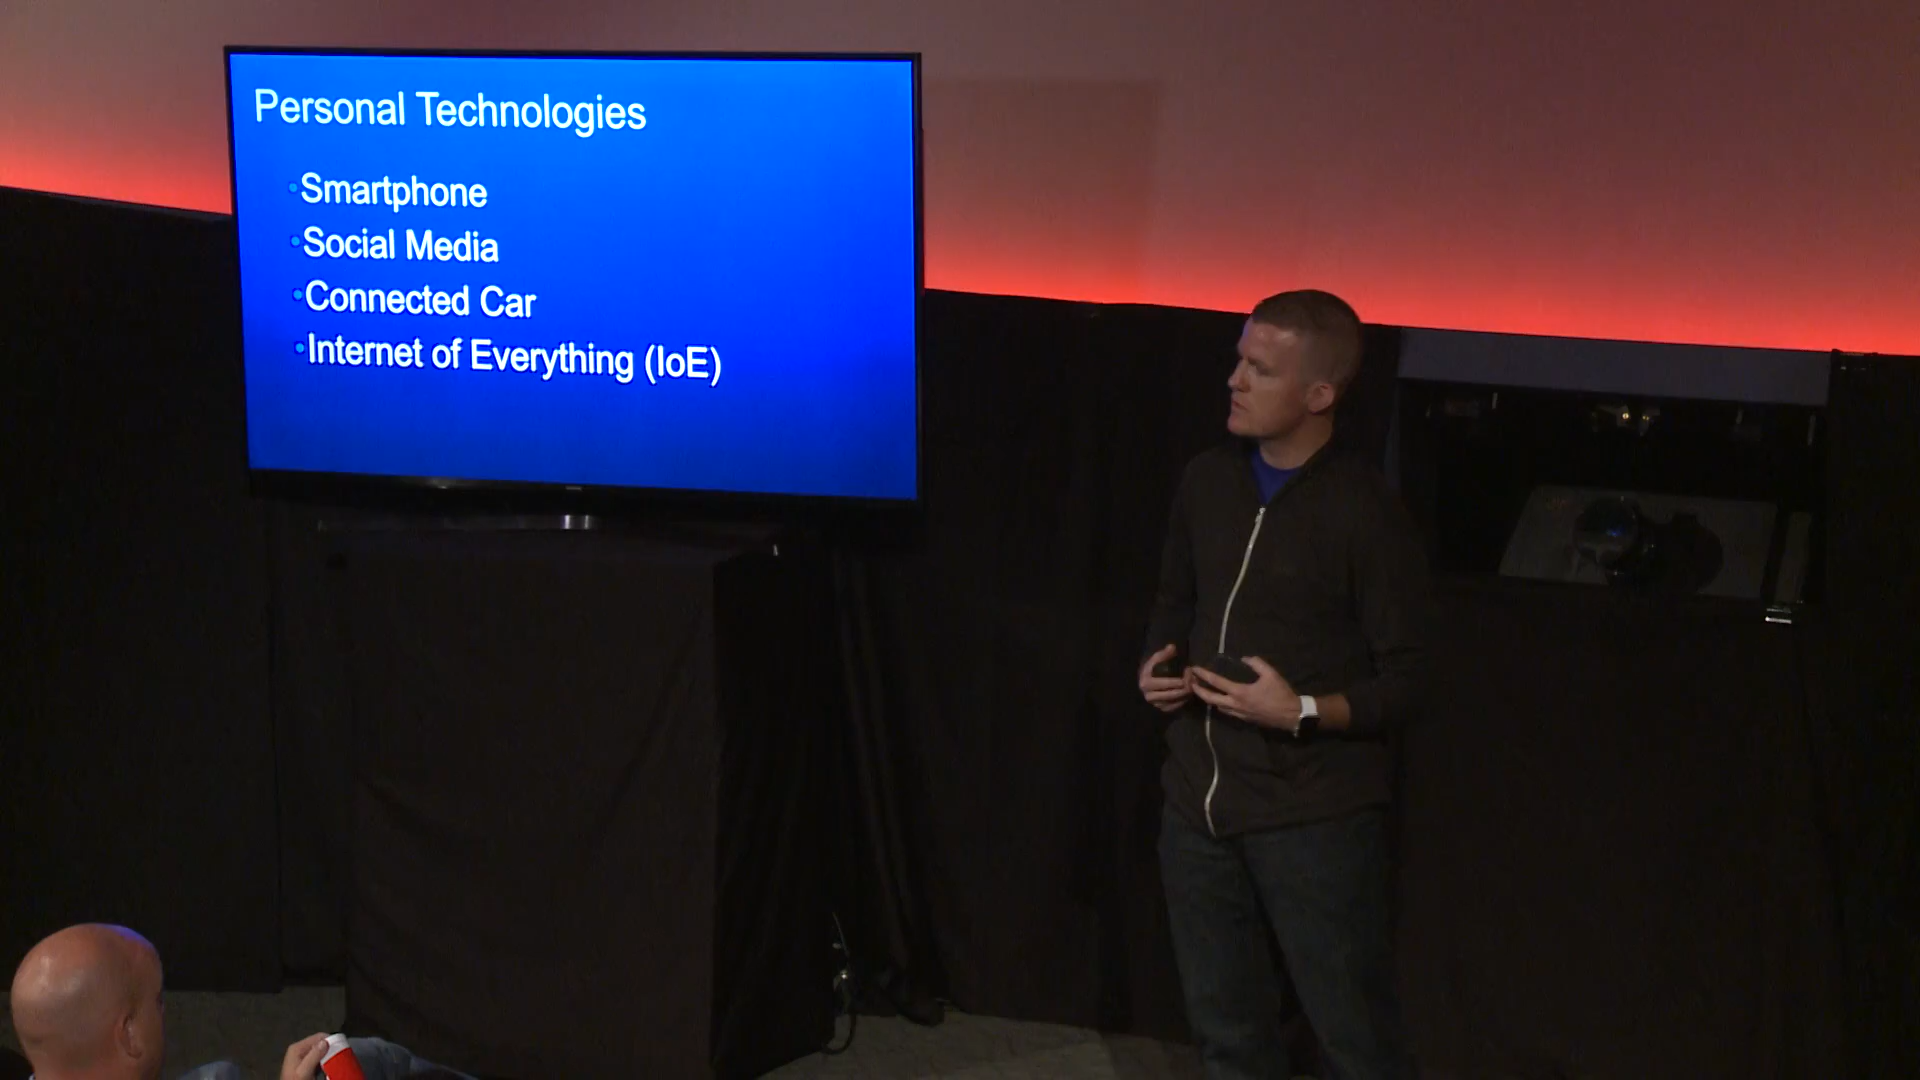 Personal Technologies
•Smartphone
•Social Media
•Connected Car
•Internet of Everything (IoE)